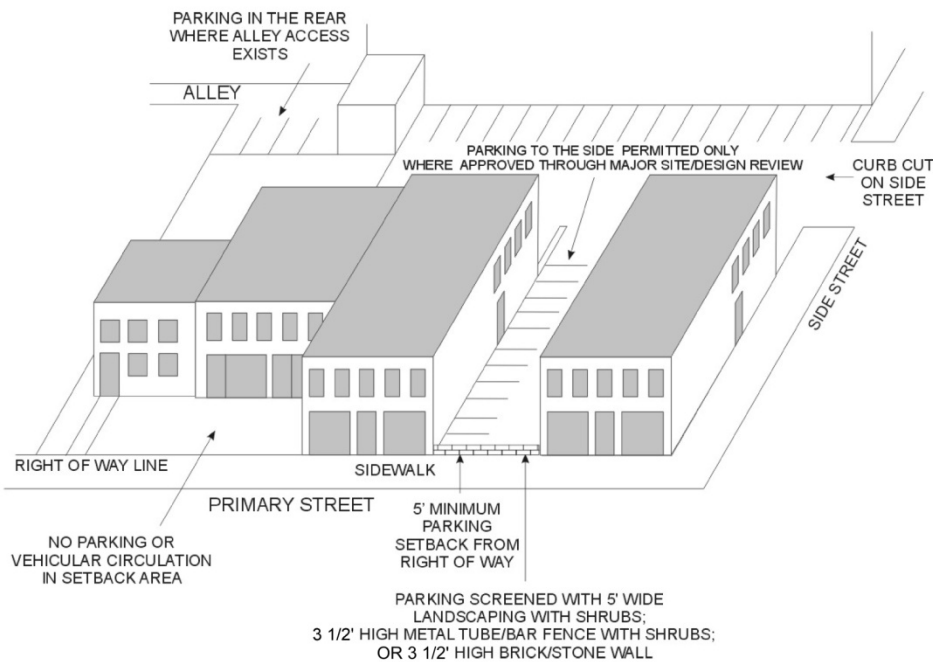 PARKING IN THE REAR
WHERE ALLEY ACCESS
EXISTS
ALLEY
PARKING TO THE SIDE PERMITTED ONLY
WHERE APPROVED THROUGH MAJOR SITE/DESIGN REVIEW
CURB CUT
ON SIDE
STREET
SIDE STREET
RIGHT OF WAY LINE
SIDEWALK
PRIMARY STREET
5' MINIMUM
PARKING
SETBACK FROM
RIGHT OF WAY
NO PARKING OR
VEHICULAR CIRCULATION
IN SETBACK AREA
PARKING SCREENED WITH 5' WIDE
LANDSCAPING WITH SHRUBS;
3 1/2' HIGH METAL TUBE/BAR FENCE WITH SHRUBS;
OR 3 1/2' HIGH BRICK/STONE WALL